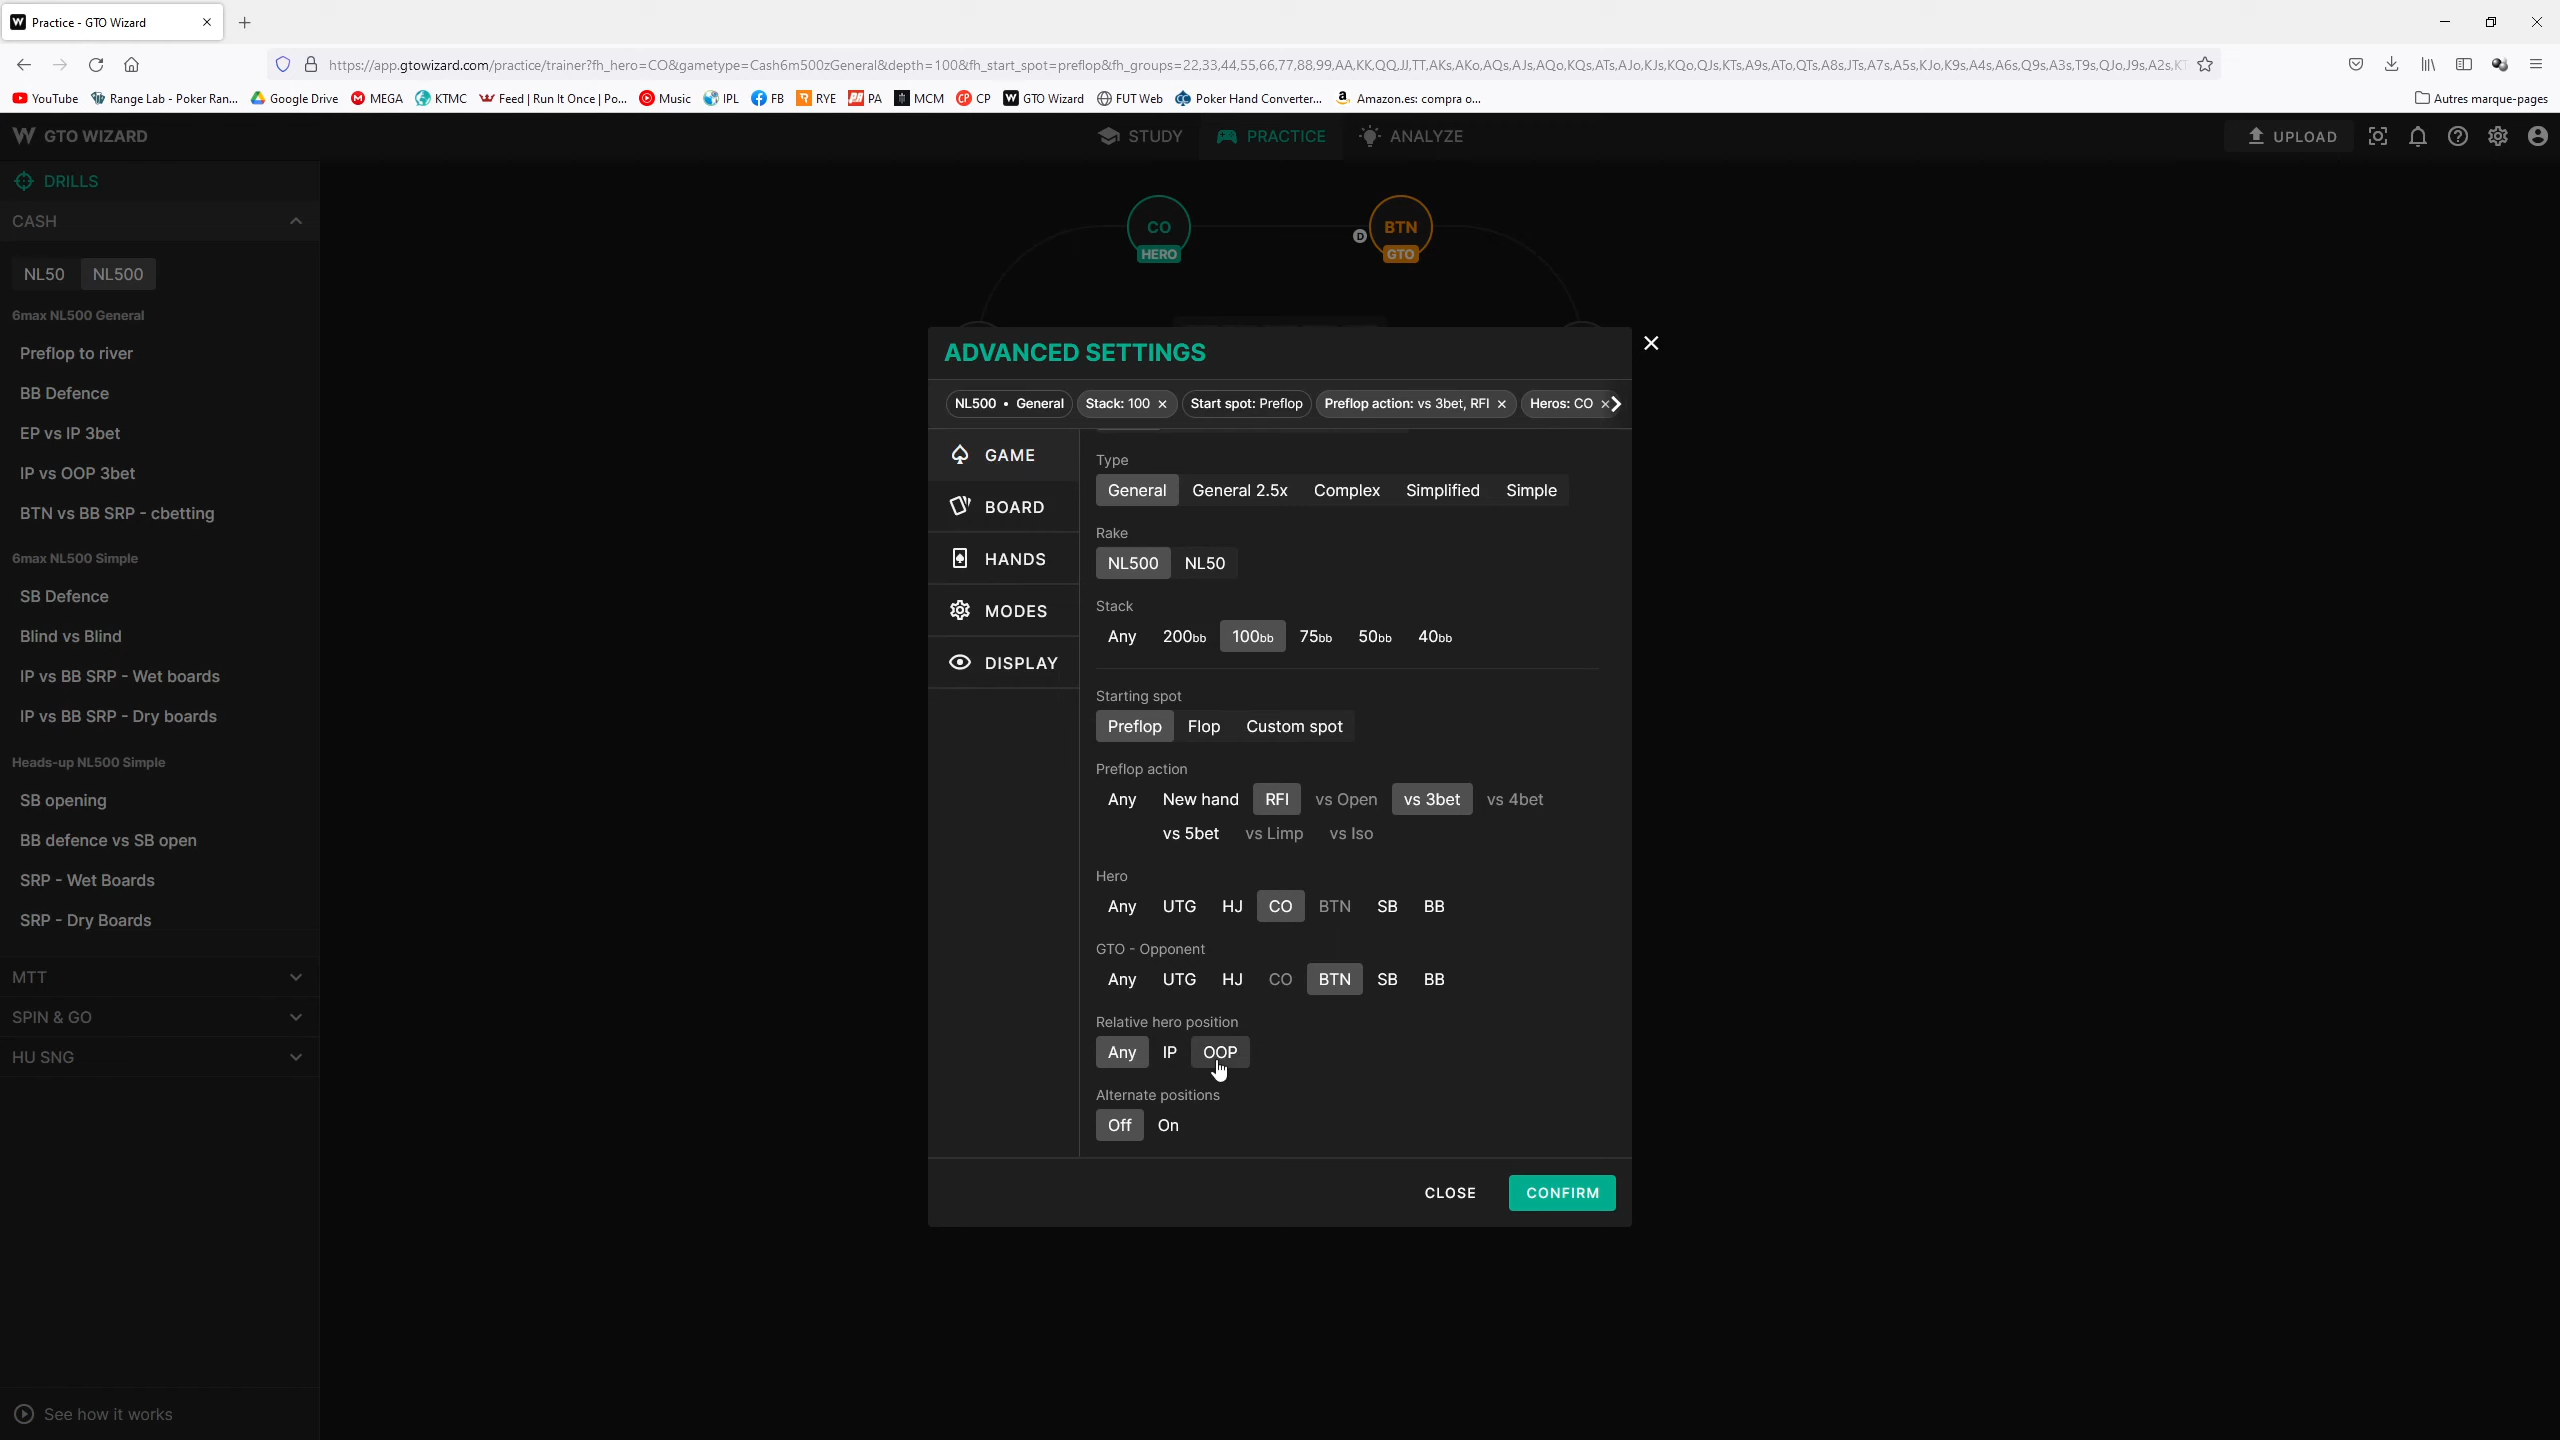 Practice - GTO Wizard
https://app.gtowizard.com/practice/trainer?fh_hero=CO&gametype=Cash6m500zGeneral&depth=100&fh_start_spot=preflop&fh_groups=22,33,44,55,66,77,88,99,AA,KK,QQ,JJ,TT,AKs,AKo,AQs,AJs,AQo,KQs,ATs,AJo,KJs,KQo,QJs,KTs,A9s,ATo,QTs,A8s,JTs,A7s,A5s,KJo,K9s,A4s,A6s,Q9s,A3s,T9s,QJo,J9s,A2s,KT
YouTube Range Lab - Poker Ran... Google Drive MEGA KTMC Feed | Run It Once | Po... Music IPL FB RYE PA MCM CP GTO Wizard FUT Web Poker Hand Converter... Amazon.es: compra o... Autres marque-pages
GTO WIZARD STUDY PRACTICE ANALYZE UPLOAD
DRILLS
CASH
NL50 NL500
6max NL500 General
Preflop to river
BB Defence
EP vs IP 3bet
IP vs OOP 3bet
BTN vs BB SRP - cbetting
6max NL500 Simple
SB Defence
Blind vs Blind
IP vs BB SRP - Wet boards
IP vs BB SRP - Dry boards
Heads-up NL500 Simple
SB opening
BB defence vs SB open
SRP - Wet Boards
SRP - Dry Boards
MTT
SPIN & GO
HU SNG
See how it works
CO
HERO
D
BTN
GTO
ADVANCED SETTINGS
NL500 • General Stack: 100 Start spot: Preflop Preflop action: vs 3bet, RFI Heros: CO
GAME
BOARD
HANDS
MODES
DISPLAY
Type
General General 2.5x Complex Simplified Simple
Rake
NL500 NL50
Stack
Any 200bb 100bb 75bb 50bb 40bb
Starting spot
Preflop Flop Custom spot
Preflop action
Any New hand RFI vs Open vs 3bet vs 4bet
vs 5bet vs Limp vs Iso
Hero
Any UTG HJ CO BTN SB BB
GTO - Opponent
Any UTG HJ CO BTN SB BB
Relative hero position
Any IP OOP
Alternate positions
Off On
CLOSE CONFIRM